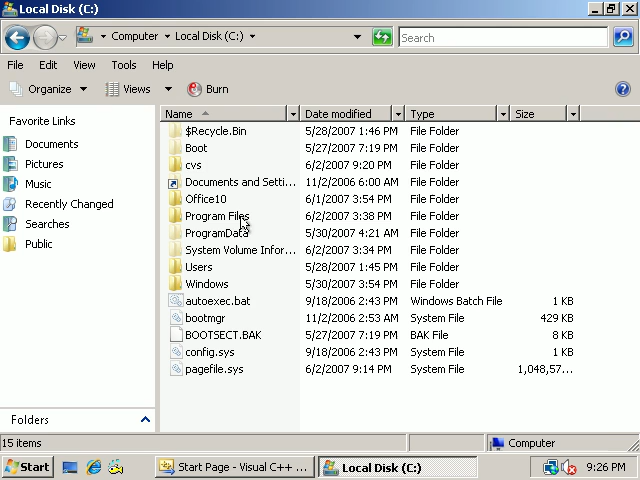 Local Disk (C:)
Computer Local Disk (C:) Search
File Edit View Tools Help
Organize Views Burn
Favorite Links
Documents
Pictures
Music
Recently Changed
Searches
Public
Folders
Name Date modified Type Size
$Recycle.Bin 5/28/2007 1:46 PM File Folder
Boot 5/27/2007 7:19 PM File Folder
cvs 6/2/2007 9:20 PM File Folder
Documents and Setti... 11/2/2006 6:00 AM File Folder
Office10 6/1/2007 3:54 PM File Folder
Program Files 6/2/2007 3:38 PM File Folder
ProgramData 5/30/2007 4:21 AM File Folder
System Volume Infor... 6/2/2007 3:34 PM File Folder
Users 5/28/2007 1:45 PM File Folder
Windows 5/30/2007 3:54 PM File Folder
autoexec.bat 9/18/2006 2:43 PM Windows Batch File 1 KB
bootmgr 11/2/2006 2:53 AM System File 429 KB
BOOTSECT.BAK 5/27/2007 7:19 PM BAK File 8 KB
config.sys 9/18/2006 2:43 PM System File 1 KB
pagefile.sys 6/2/2007 9:14 PM System File 1,048,57...
15 items Computer
Start Start Page - Visual C++ ... Local Disk (C:) 9:26 PM